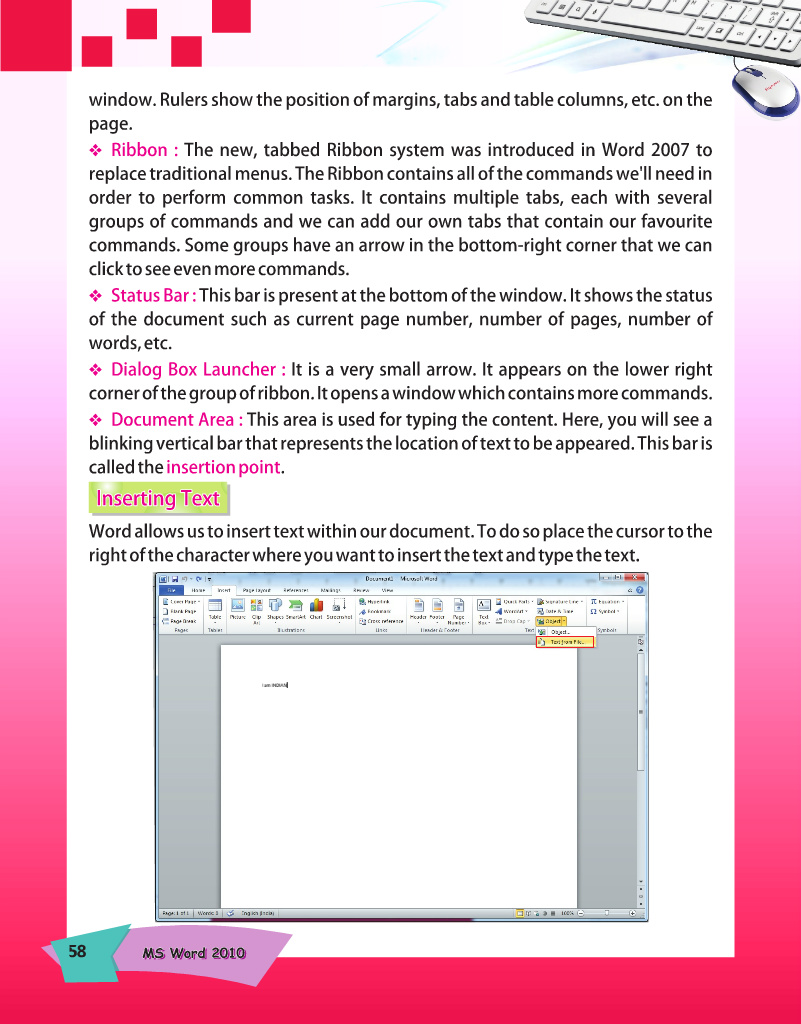 window. Rulers show the position of margins, tabs and table columns, etc. on the
page.
❖ Ribbon : The new, tabbed Ribbon system was introduced in Word 2007 to
replace traditional menus. The Ribbon contains all of the commands we'll need in
order to perform common tasks. It contains multiple tabs, each with several
groups of commands and we can add our own tabs that contain our favourite
commands. Some groups have an arrow in the bottom-right corner that we can
click to see even more commands.
❖ Status Bar : This bar is present at the bottom of the window. It shows the status
of the document such as current page number, number of pages, number of
words, etc.
❖ Dialog Box Launcher : It is a very small arrow. It appears on the lower right
corner of the group of ribbon. It opens a window which contains more commands.
❖ Document Area : This area is used for typing the content. Here, you will see a
blinking vertical bar that represents the location of text to be appeared. This bar is
called the insertion point.
Inserting Text
Word allows us to insert text within our document. To do so place the cursor to the
right of the character where you want to insert the text and type the text.
Document1 - Microsoft Word
File Home Insert Page Layout References Mailings Review View
Cover Page Hyperlink Quick Parts Signature Line Equation
Blank Page Bookmark WordArt Date & Time Symbol
Page Break Table Picture Clip Art Shapes SmartArt Chart Screenshot Cross-reference Header Footer Page Number Text Box Drop Cap Object
Pages Tables Illustrations Links Header & Footer Text Symbols
Object...
Text from File...
I am INDIAN
Page: 1 of 1 Words: 3 English (India) 100%
58 MS Word 2010